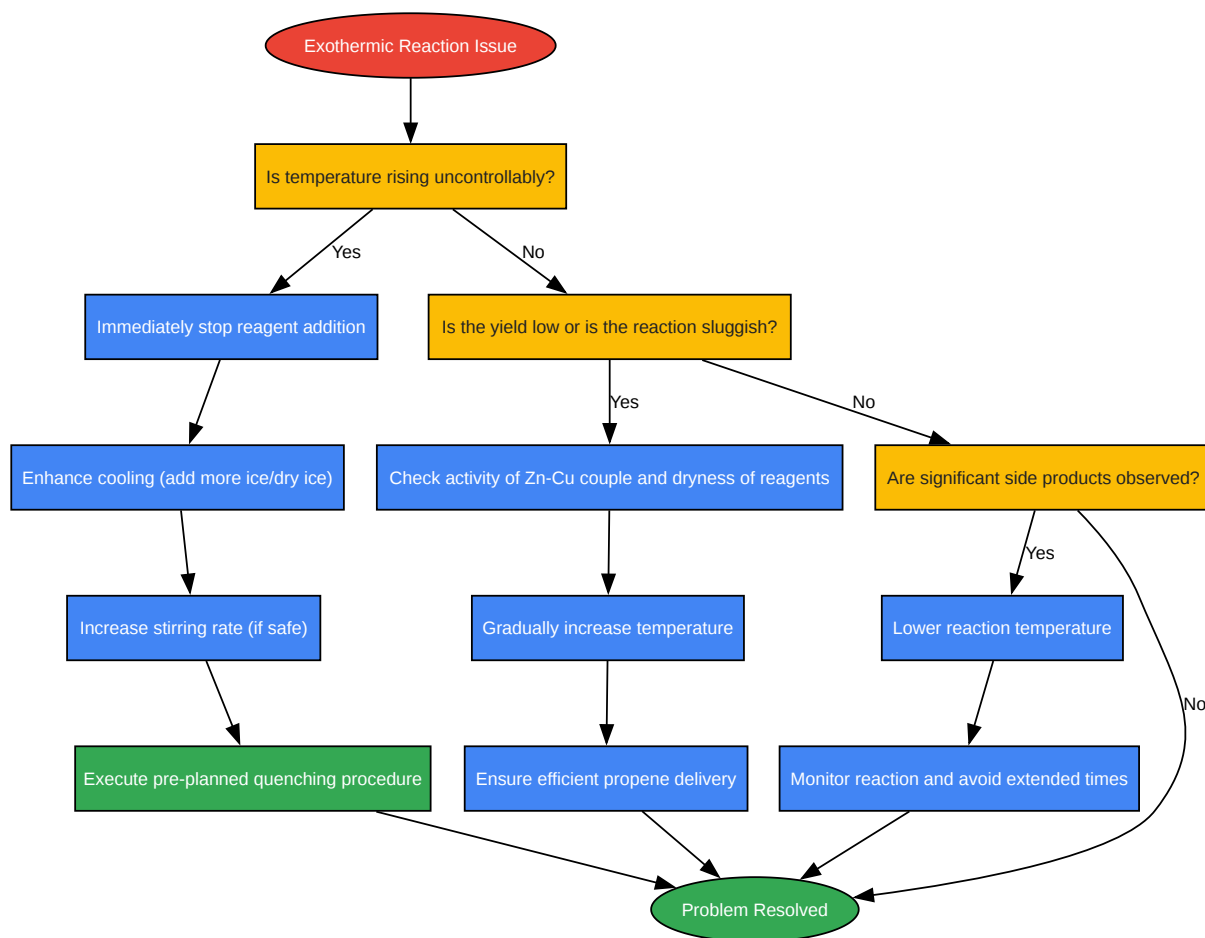 Exothermic Reaction Issue
Is temperature rising uncontrollably?
Yes
No
Immediately stop reagent addition
Is the yield low or is the reaction sluggish?
Yes
No
Enhance cooling (add more ice/dry ice)
Check activity of Zn-Cu couple and dryness of reagents
Are significant side products observed?
Yes
Increase stirring rate (if safe)
Gradually increase temperature
Lower reaction temperature
No
Execute pre-planned quenching procedure
Ensure efficient propene delivery
Monitor reaction and avoid extended times
Problem Resolved